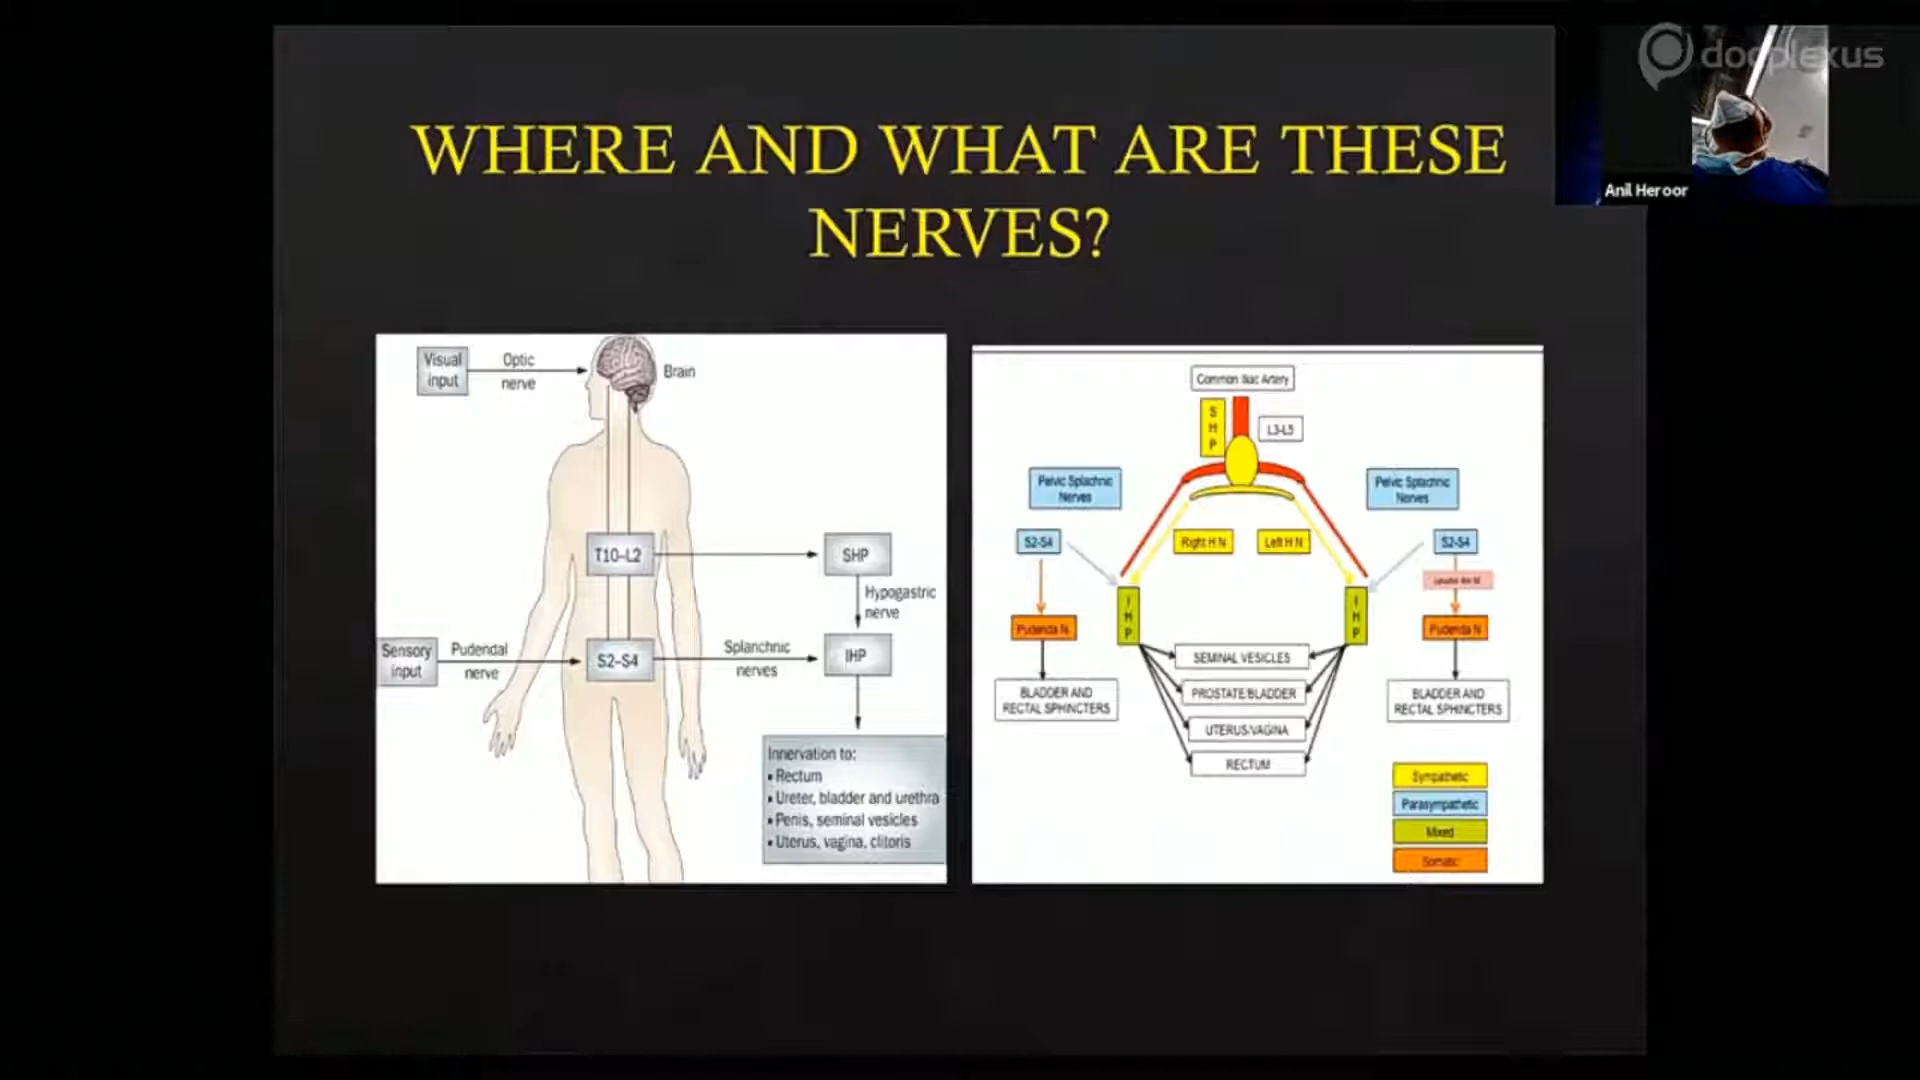 docplexus
Anil Heroor
WHERE AND WHAT ARE THESE
NERVES?
Visual
input
Optic
nerve
Brain
T10–L2
SHP
Hypogastric
nerve
Sensory
input
Pudendal
nerve
S2–S4
Splanchnic
nerves
IHP
Innervation to:
• Rectum
• Ureter, bladder and urethra
• Penis, seminal vesicles
• Uterus, vagina, clitoris
Common Iliac Artery
S
H
P
L3-L5
Pelvic Splachnic
Nerves
Pelvic Splachnic
Nerves
S2-S4
Right H N
Left H N
S2-S4
I
H
P
I
H
P
Pudenda N.
Pudenda N.
SEMINAL VESICLES
PROSTATE/BLADDER
UTERUS/VAGINA
RECTUM
BLADDER AND
RECTAL SPHINCTERS
BLADDER AND
RECTAL SPHINCTERS
Sympathetic
Parasympathetic
Mixed
Somatic